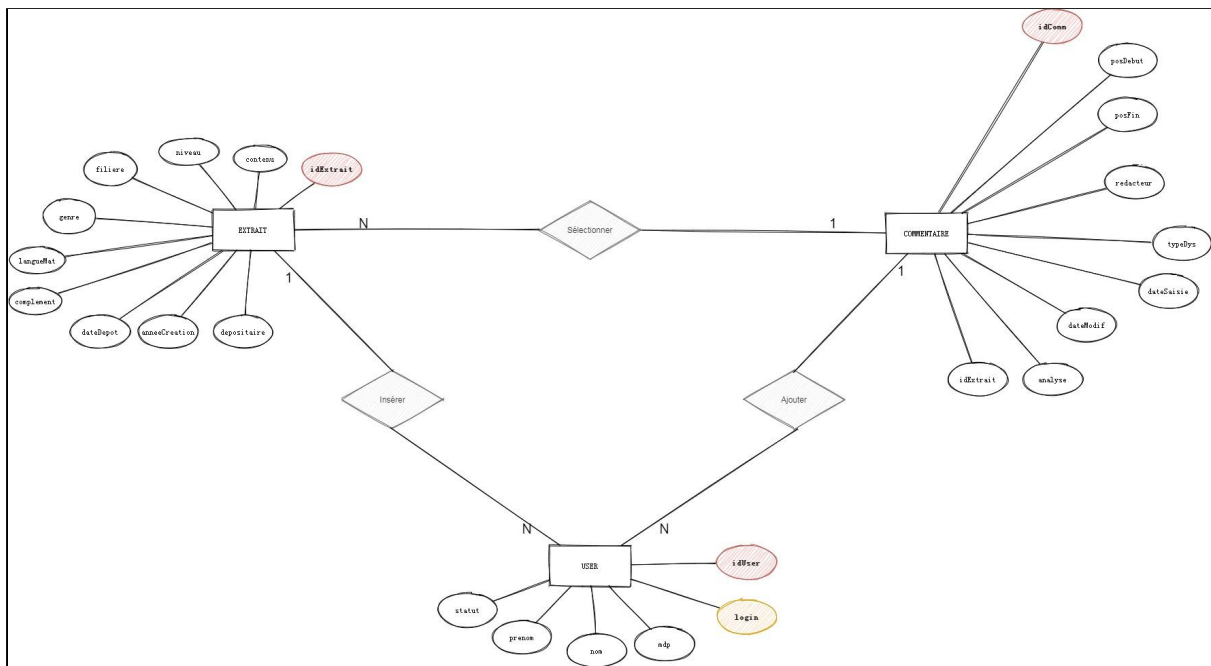 idComm
posDebut
posFin
redacteur
typeDys
dateSaisie
dateModif
analyse
idExtrait
COMMENTAIRE
1
1
Sélectionner
N
niveau
contenu
idExtrait
filiere
genre
langueMat
complement
dateDepot
anneeCreation
depositaire
EXTRAIT
1
Insérer
Ajouter
N
N
USER
idUser
login
mdp
nom
prenom
statut